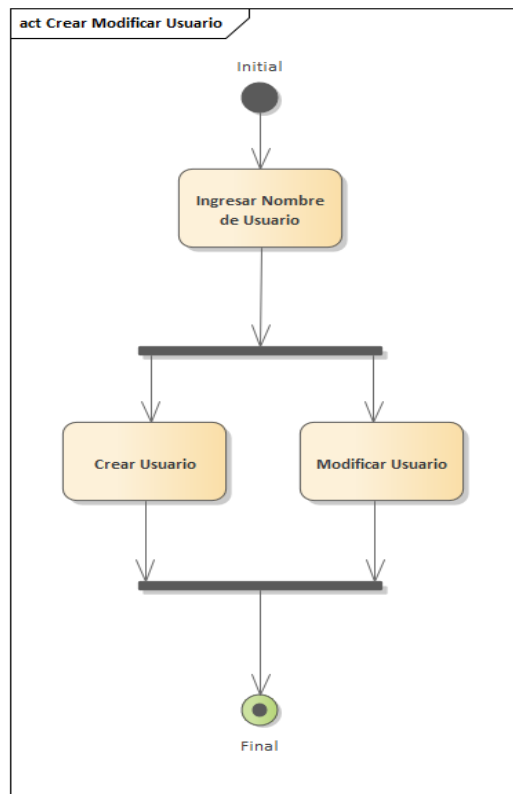 act Crear Modificar Usuario
Initial
Ingresar Nombre
de Usuario
Crear Usuario
Modificar Usuario
Final